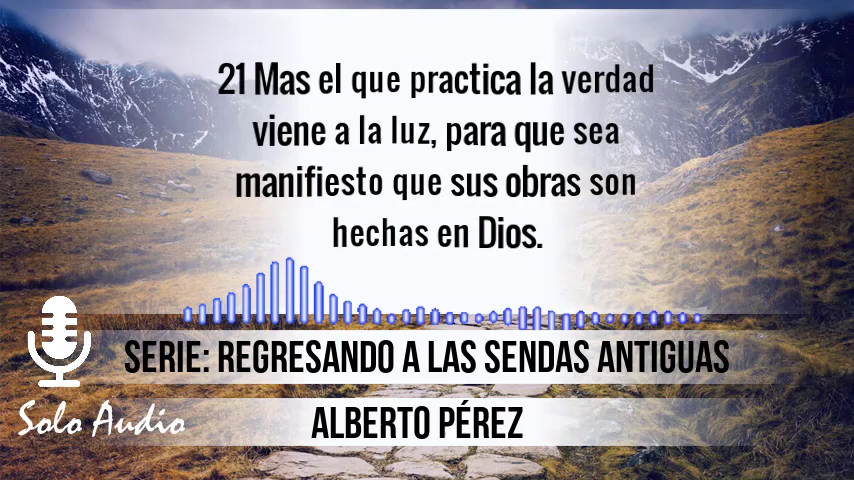 21 Mas el que practica la verdad
viene a la luz, para que sea
manifiesto que sus obras son
hechas en Dios.
SERIE: REGRESANDO A LAS SENDAS ANTIGUAS
Solo Audio
ALBERTO PÉREZ